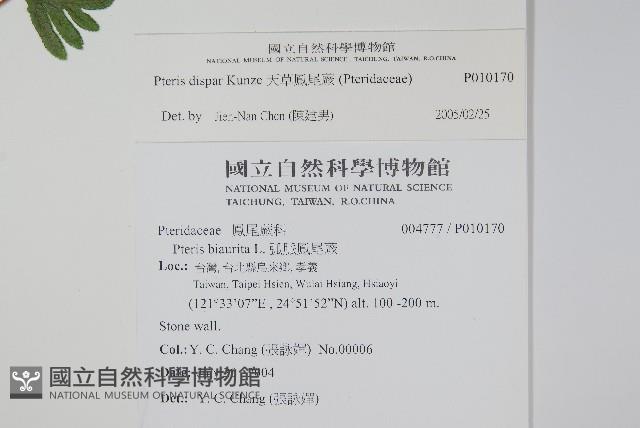 國立自然科學博物館
NATIONAL MUSEUM OF NATURAL SCIENCE, TAICHUNG, TAIWAN, R.O.CHINA
Pteris dispar Kunze 天草鳳尾蕨 (Pteridaceae) P010170
Det. by Jien-Nan Chen (陳建男) 2005/02/25
國立自然科學博物館
NATIONAL MUSEUM OF NATURAL SCIENCE
TAICHUNG, TAIWAN, R.O.CHINA
Pteridaceae 鳳尾蕨科 004777 / P010170
Pteris biaurita L. 弧脈鳳尾蕨
Loc.: 台灣, 台北縣烏來鄉, 孝義
Taiwan, Taipei Hsien, Wulai Hsiang, Hsiaoyi
(121°33'07"E , 24°51'52"N) alt. 100 -200 m.
Stone wall.
Col.: Y. C. Chang (張詠嬋) No.00006
國立自然科學博物館
NATIONAL MUSEUM OF NATURAL SCIENCE
Det.: Y. C. Chang (張詠嬋)